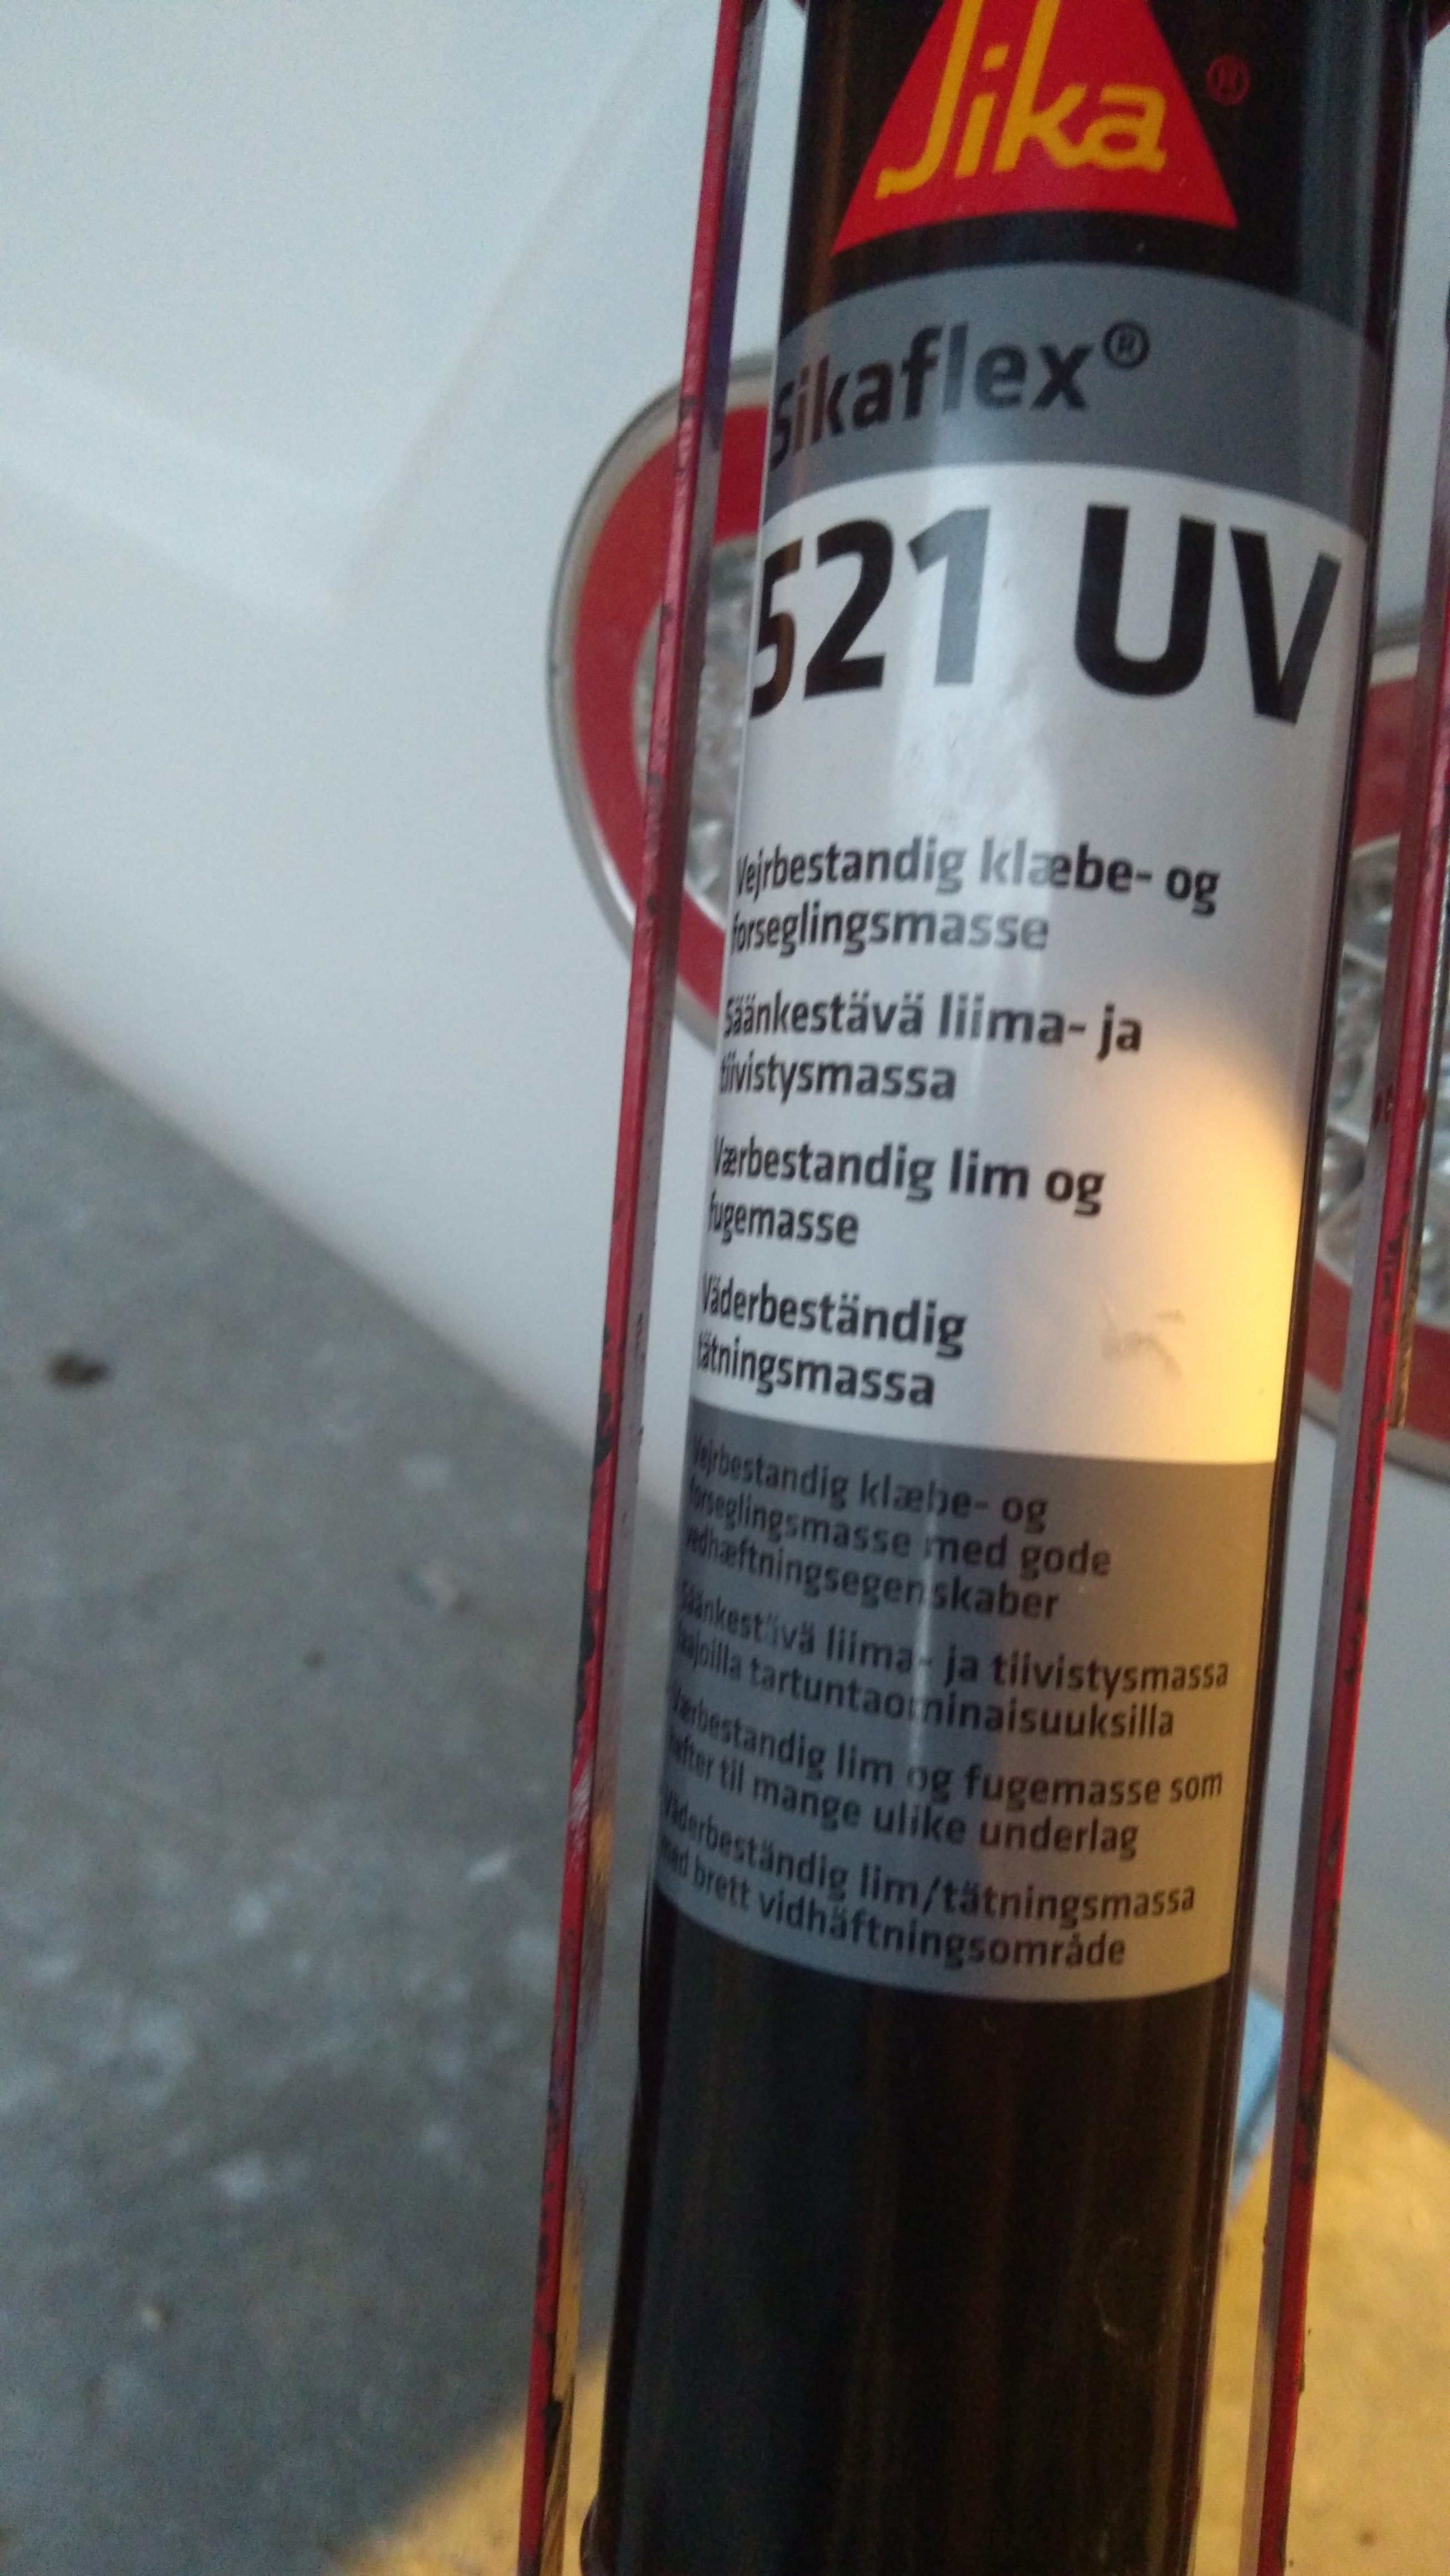 Sika®
Sikaflex®
521 UV
Vejrbestandig klæbe- og
forseglingsmasse
Säänkestävä liima- ja
tiivistysmassa
Værbestandig lim og
fugemasse
Väderbeständig
tätningsmassa
Vejrbestandig klæbe- og
forseglingsmasse med gode
vedhæftningsegenskaber
Säänkestävä liima- ja tiivistysmassa
laajoilla tartuntaominaisuuksilla
Værbestandig lim og fugemasse som
hefter til mange ulike underlag
Väderbeständig lim/tätningsmassa
med brett vidhäftningsområde